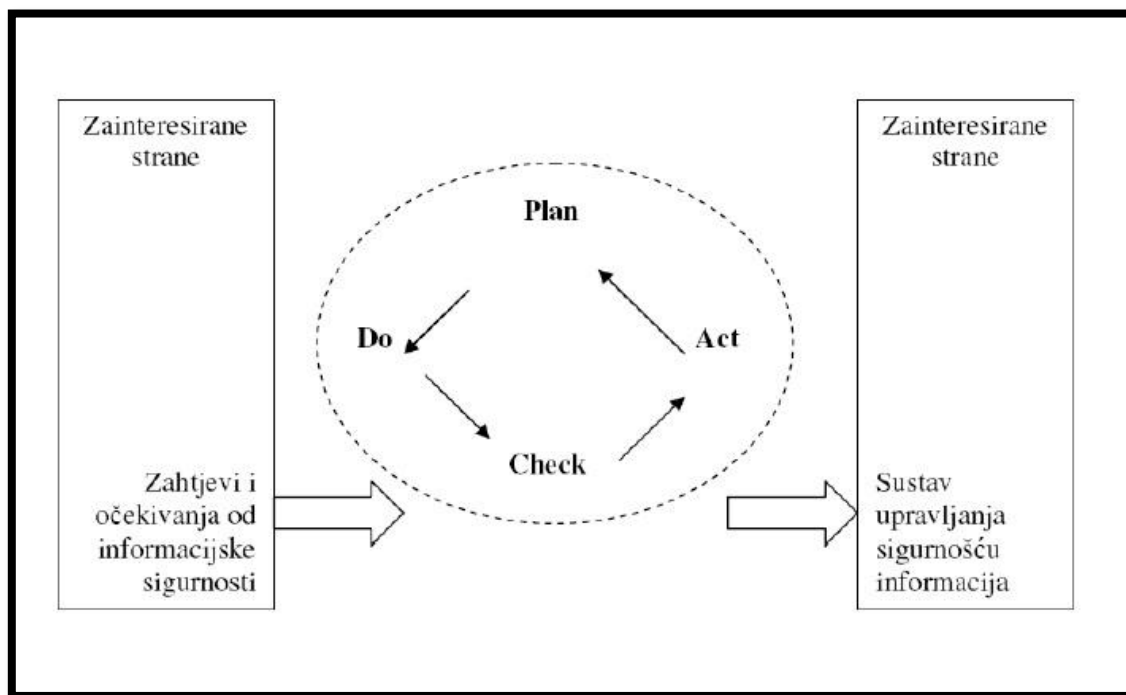 Zainteresirane
strane
Zahtjevi i
očekivanja od
informacijske
sigurnosti
Plan
Do
Act
Check
Zainteresirane
strane
Sustav
upravljanja
sigurnošću
informacija